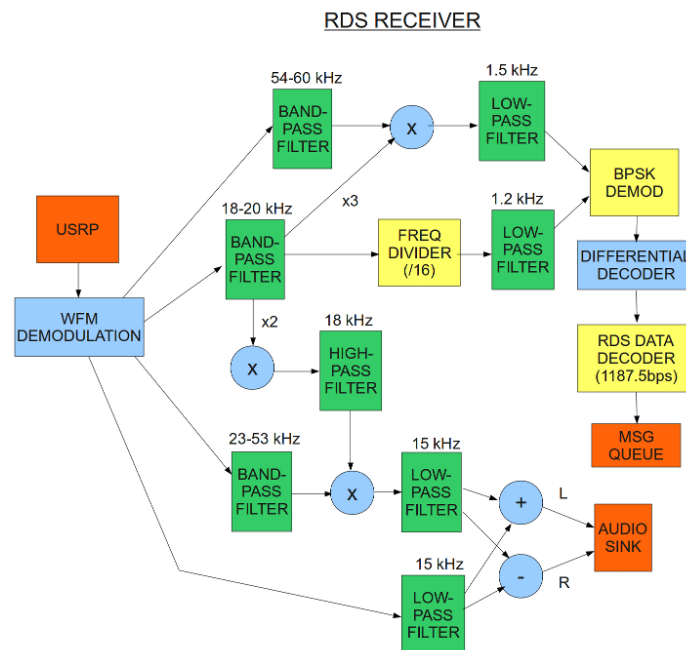 RDS RECEIVER
54-60 kHz
BAND-
PASS
FILTER
x
1.5 kHz
LOW-
PASS
FILTER
BPSK
DEMOD
USRP
18-20 kHz
BAND-
PASS
FILTER
x3
FREQ
DIVIDER
(/16)
1.2 kHz
LOW-
PASS
FILTER
DIFFERENTIAL
DECODER
WFM
DEMODULATION
x2
x
18 kHz
HIGH-
PASS
FILTER
RDS DATA
DECODER
(1187.5bps)
MSG
QUEUE
23-53 kHz
BAND-
PASS
FILTER
x
15 kHz
LOW-
PASS
FILTER
+
L
AUDIO
SINK
-
R
15 kHz
LOW-
PASS
FILTER